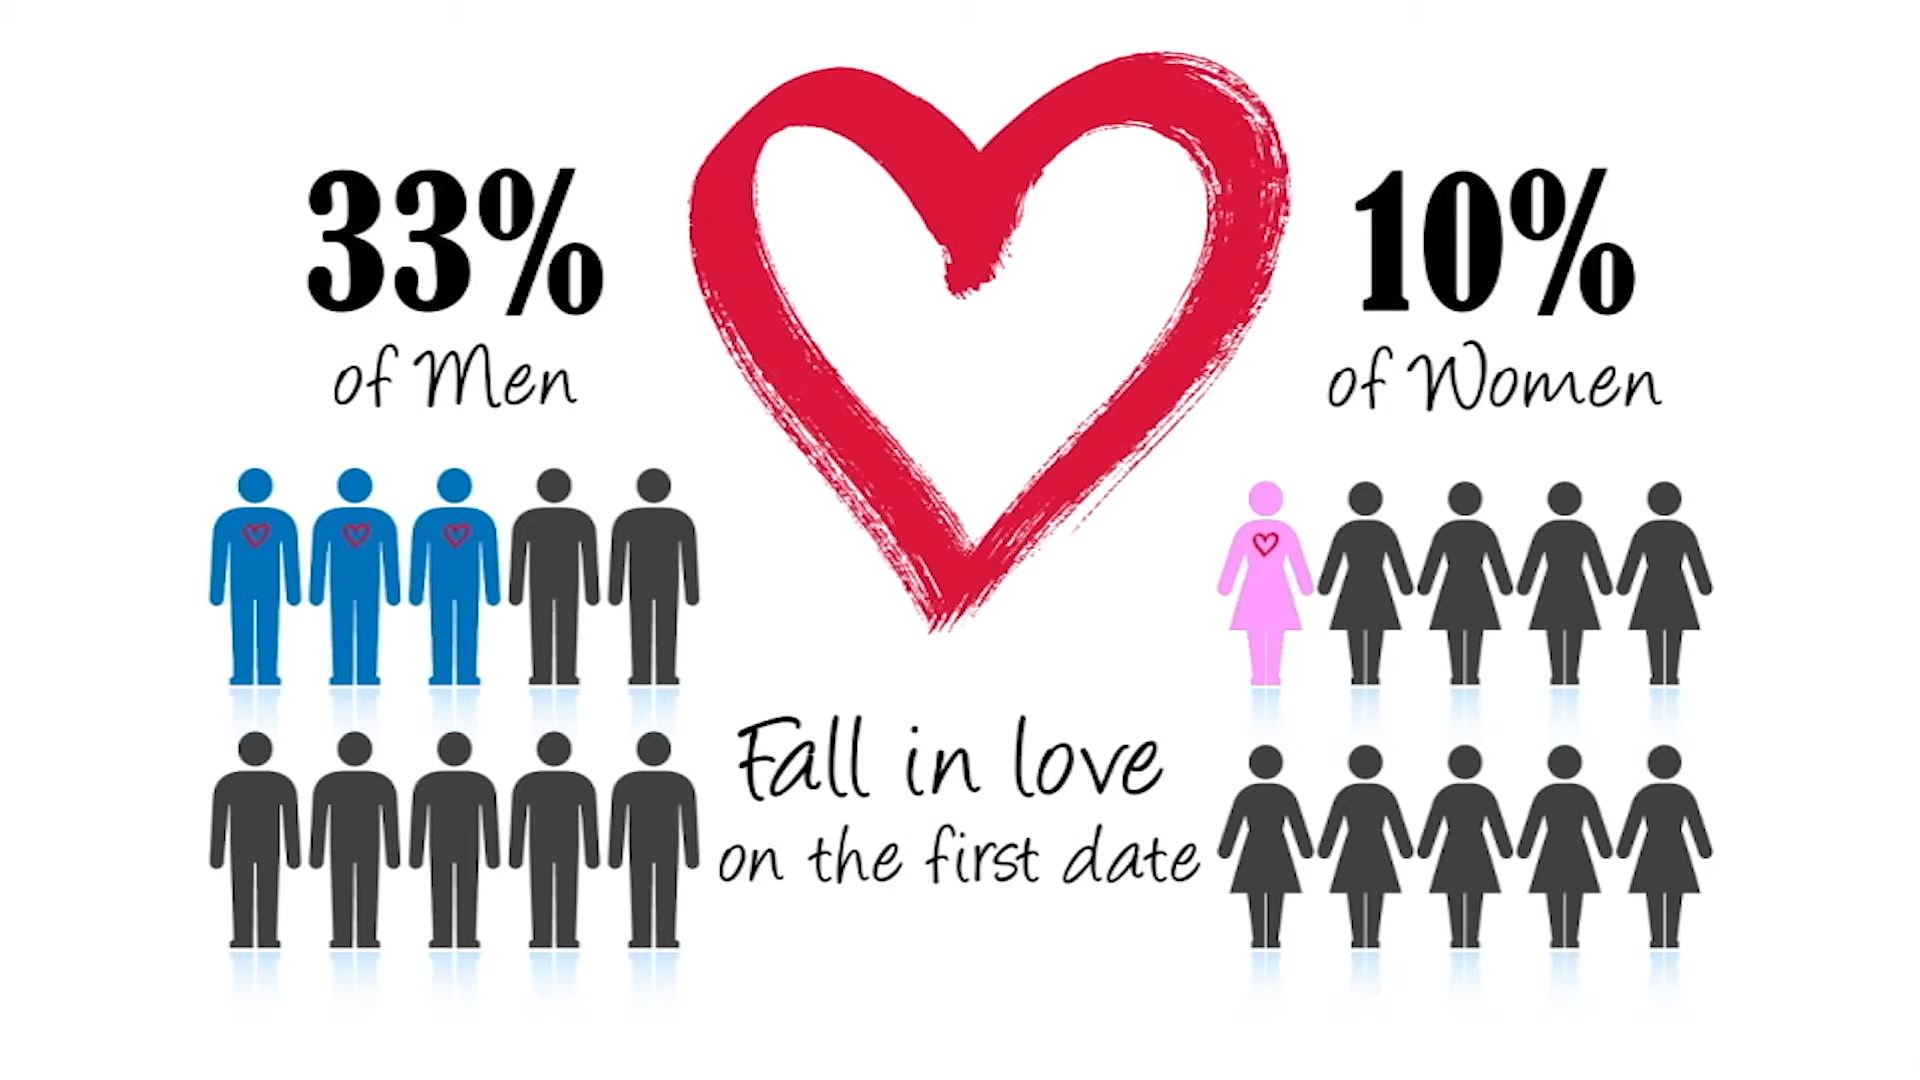 33%
of Men
10%
of Women
Fall in love
on the first date